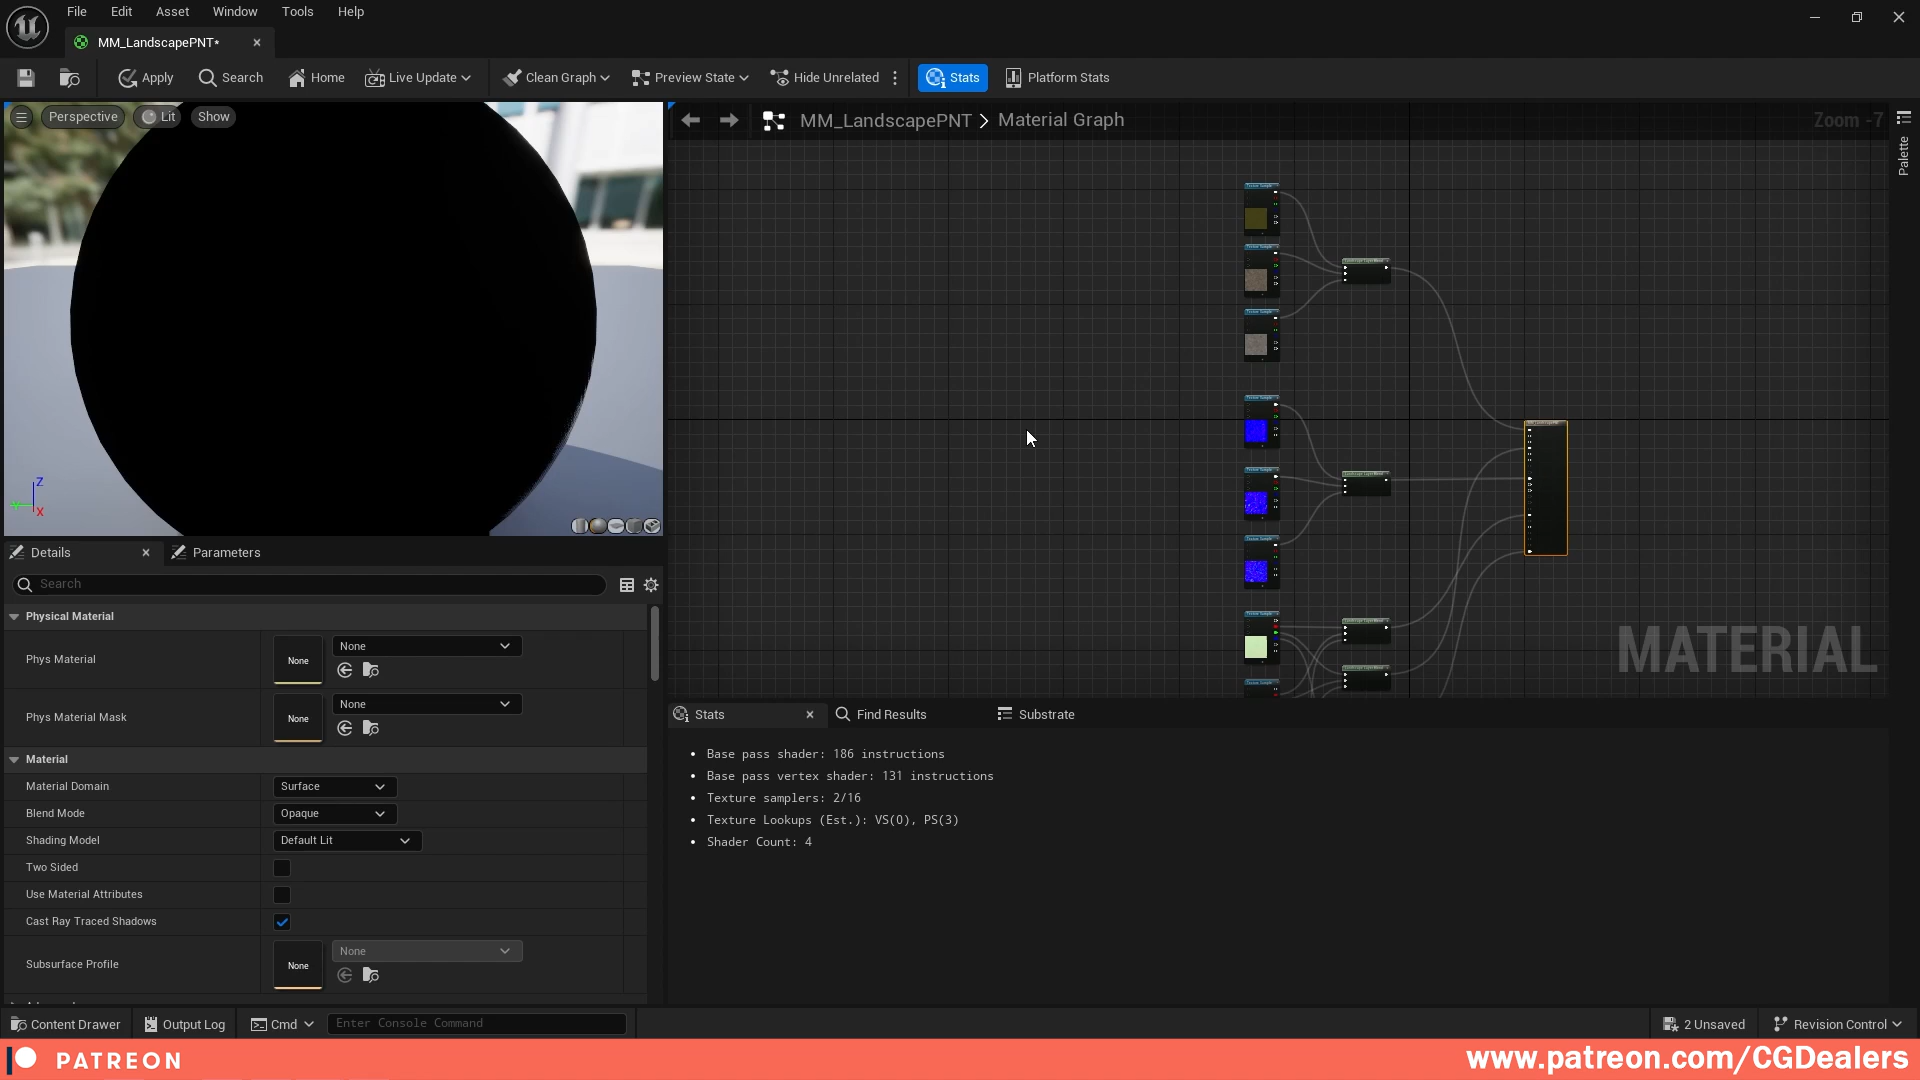 File Edit Asset Window Tools Help
MM_LandscapePNT*
Apply Search Home Live Update Clean Graph Preview State Hide Unrelated Stats Platform Stats
Perspective Lit Show
MM_LandscapePNT > Material Graph
Zoom -7
Palette
Z
X
MATERIAL
Details
Parameters
Search
Physical Material
Phys Material
None
None
Phys Material Mask
None
None
Material
Material Domain
Surface
Blend Mode
Opaque
Shading Model
Default Lit
Two Sided
Use Material Attributes
Cast Ray Traced Shadows
Subsurface Profile
None
None
Stats
Find Results
Substrate
• Base pass shader: 186 instructions
• Base pass vertex shader: 131 instructions
• Texture samplers: 2/16
• Texture Lookups (Est.): VS(0), PS(3)
• Shader Count: 4
Content Drawer
Output Log
Cmd
Enter Console Command
2 Unsaved
Revision Control
PATREON
www.patreon.com/CGDealers